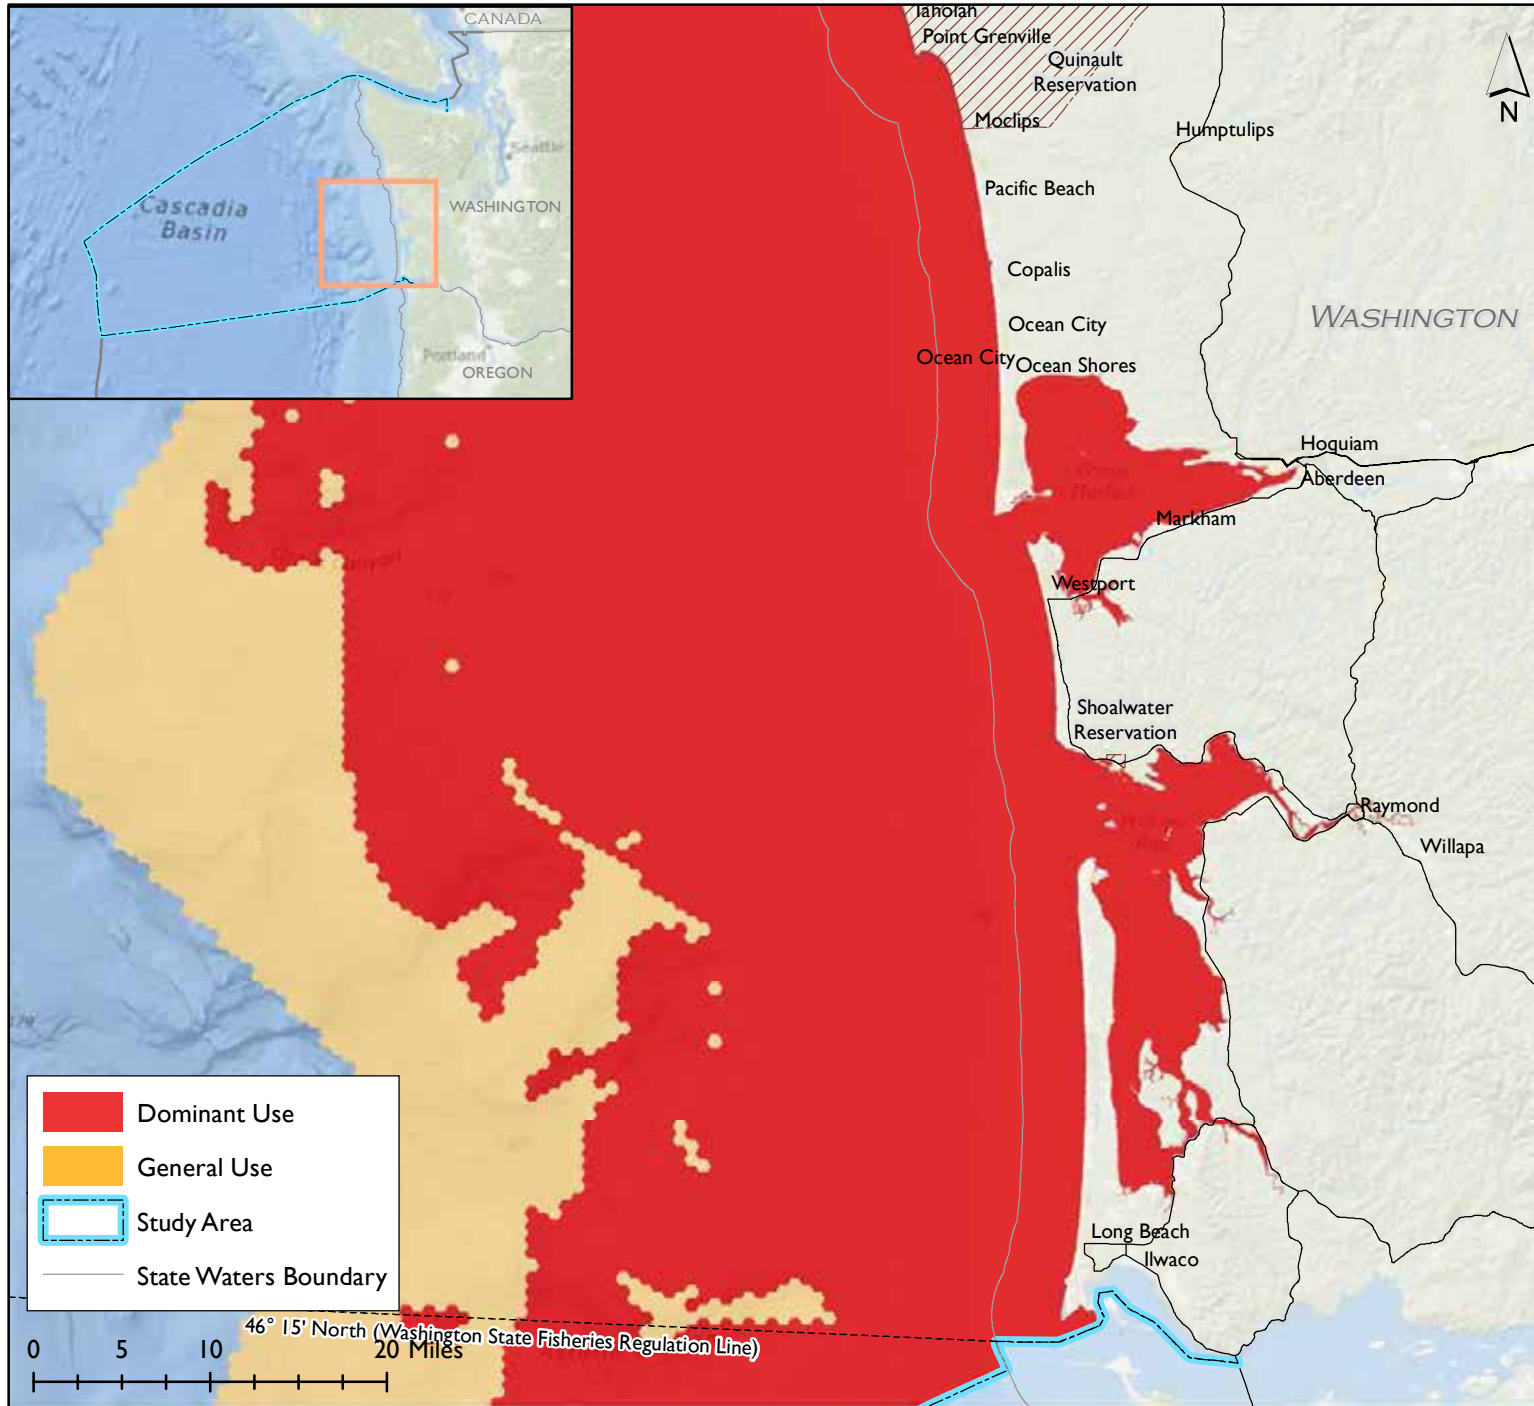 CANADA
Seattle
WASHINGTON
Cascadia
Basin
Portland
OREGON
Taholah
Point Grenville
Quinault
Reservation
Moclips
Humptulips
N
Pacific Beach
Copalis
WASHINGTON
Ocean City
Ocean City
Ocean Shores
Hoquiam
Aberdeen
Markham
Westport
Shoalwater
Reservation
Raymond
Willapa
Long Beach
Ilwaco
Dominant Use
General Use
Study Area
State Waters Boundary
46° 15' North (Washington State Fisheries Regulation Line)
0 5 10 20 Miles